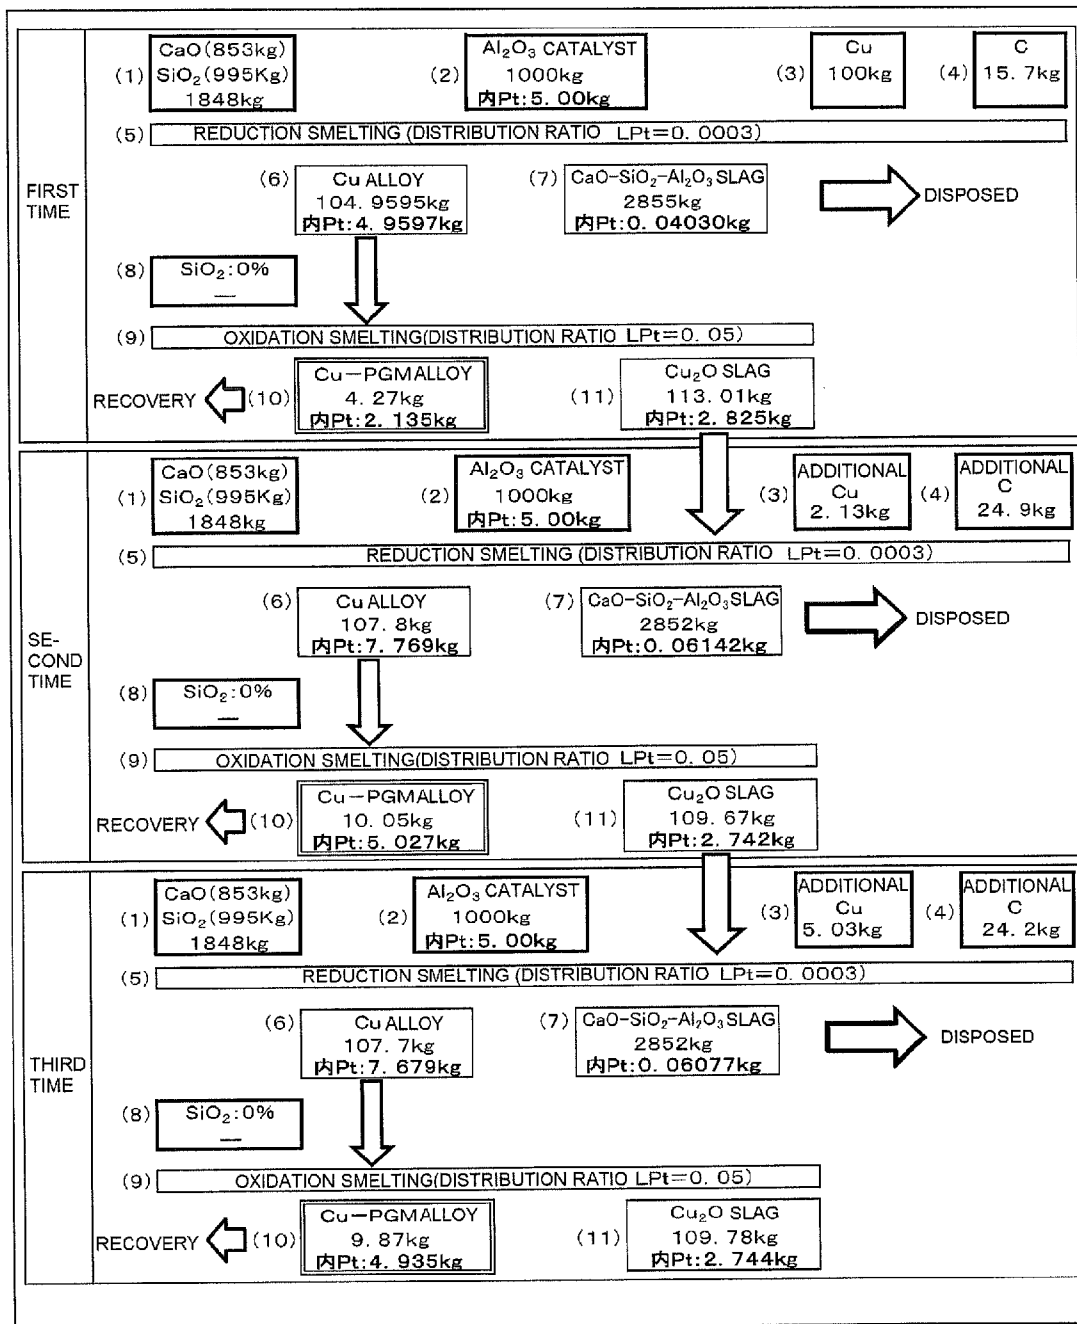 FIRST
TIME
(1)
CaO(853kg)
SiO₂(995Kg)
1848kg
(2)
Al₂O₃ CATALYST
1000kg
内Pt:5.00kg
(3)
Cu
100kg
(4)
C
15.7kg
(5)
REDUCTION SMELTING (DISTRIBUTION RATIO LPt=0.0003)
(6)
Cu ALLOY
104.9595kg
内Pt:4.9597kg
(7)
CaO-SiO₂-Al₂O₃ SLAG
2855kg
内Pt:0.04030kg
DISPOSED
(8)
SiO₂:0%
—
(9)
OXIDATION SMELTING(DISTRIBUTION RATIO LPt=0.05)
RECOVERY
(10)
Cu-PGMALLOY
4.27kg
内Pt:2.135kg
(11)
Cu₂O SLAG
113.01kg
内Pt:2.825kg
SE-
COND
TIME
(1)
CaO(853kg)
SiO₂(995Kg)
1848kg
(2)
Al₂O₃ CATALYST
1000kg
内Pt:5.00kg
(3)
ADDITIONAL
Cu
2.13kg
(4)
ADDITIONAL
C
24.9kg
(5)
REDUCTION SMELTING (DISTRIBUTION RATIO LPt=0.0003)
(6)
Cu ALLOY
107.8kg
内Pt:7.769kg
(7)
CaO-SiO₂-Al₂O₃SLAG
2852kg
内Pt:0.06142kg
DISPOSED
(8)
SiO₂:0%
—
(9)
OXIDATION SMELTING(DISTRIBUTION RATIO LPt=0.05)
RECOVERY
(10)
Cu-PGMALLOY
10.05kg
内Pt:5.027kg
(11)
Cu₂O SLAG
109.67kg
内Pt:2.742kg
THIRD
TIME
(1)
CaO(853kg)
SiO₂(995Kg)
1848kg
(2)
Al₂O₃ CATALYST
1000kg
内Pt:5.00kg
(3)
ADDITIONAL
Cu
5.03kg
(4)
ADDITIONAL
C
24.2kg
(5)
REDUCTION SMELTING (DISTRIBUTION RATIO LPt=0.0003)
(6)
Cu ALLOY
107.7kg
内Pt:7.679kg
(7)
CaO-SiO₂-Al₂O₃SLAG
2852kg
内Pt:0.06077kg
DISPOSED
(8)
SiO₂:0%
—
(9)
OXIDATION SMELTING(DISTRIBUTION RATIO LPt=0.05)
RECOVERY
(10)
Cu-PGMALLOY
9.87kg
内Pt:4.935kg
(11)
Cu₂O SLAG
109.78kg
内Pt:2.744kg